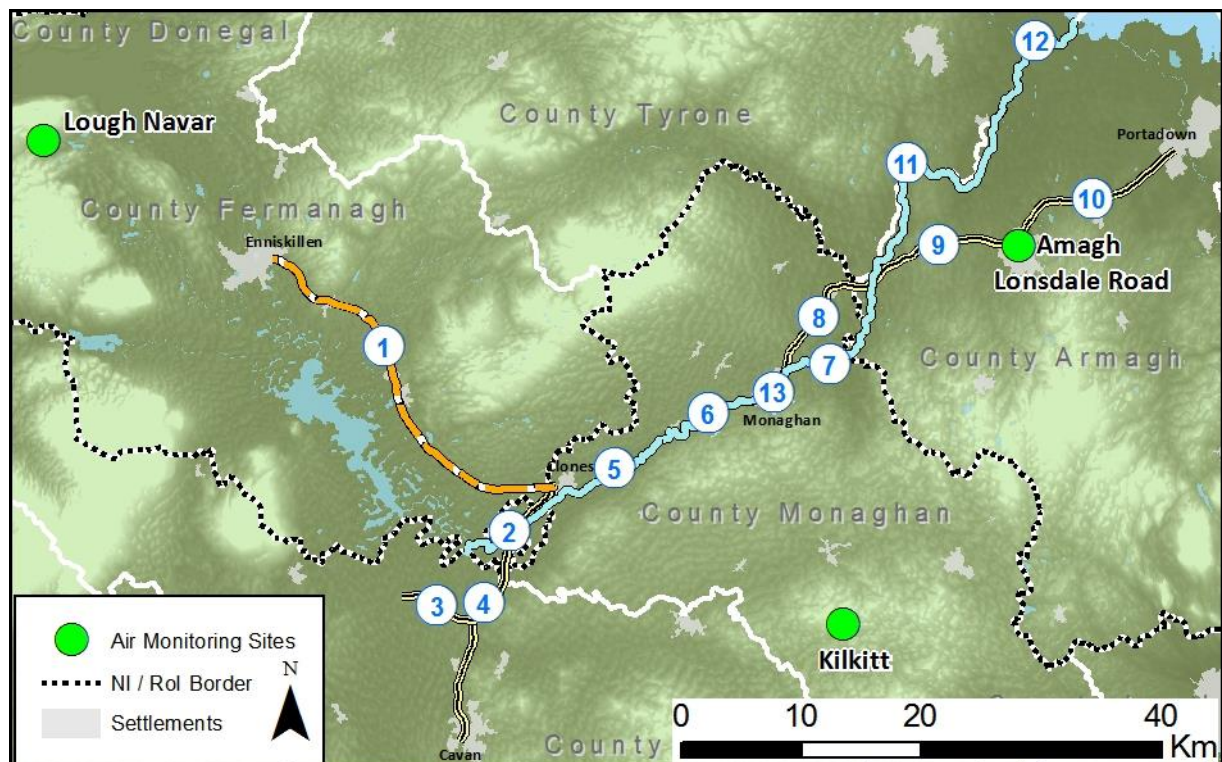 County Donegal
12
County Tyrone
Lough Navar
Portadown
11
10
County Fermanagh
Enniskillen
9
Amagh
Lonsdale Road
8
1
7
County Armagh
13
6
Monaghan
Clones
5
County Monaghan
2
3
4
Kilkitt
Air Monitoring Sites
NI / RoI Border
Settlements
N
Cavan
County
0 10 20 40
Km